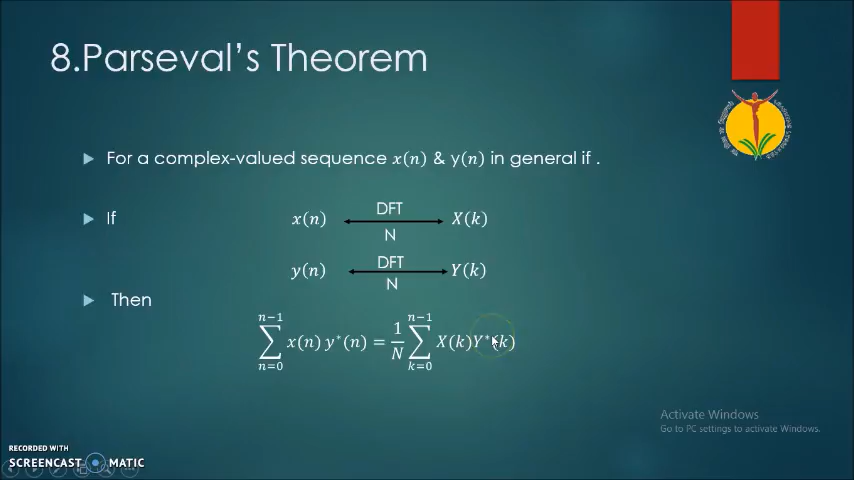 8.Parseval's Theorem
For a complex-valued sequence x(n) & y(n) in general if .
If
x(n) DFT N X(k)
y(n) DFT N Y(k)
Then
∑_{n=0}^{n−1} x(n) y*(n) = 1/N ∑_{k=0}^{n−1} X(k)Y*(k)
Activate Windows
Go to PC settings to activate Windows.
RECORDED WITH
SCREENCAST MATIC